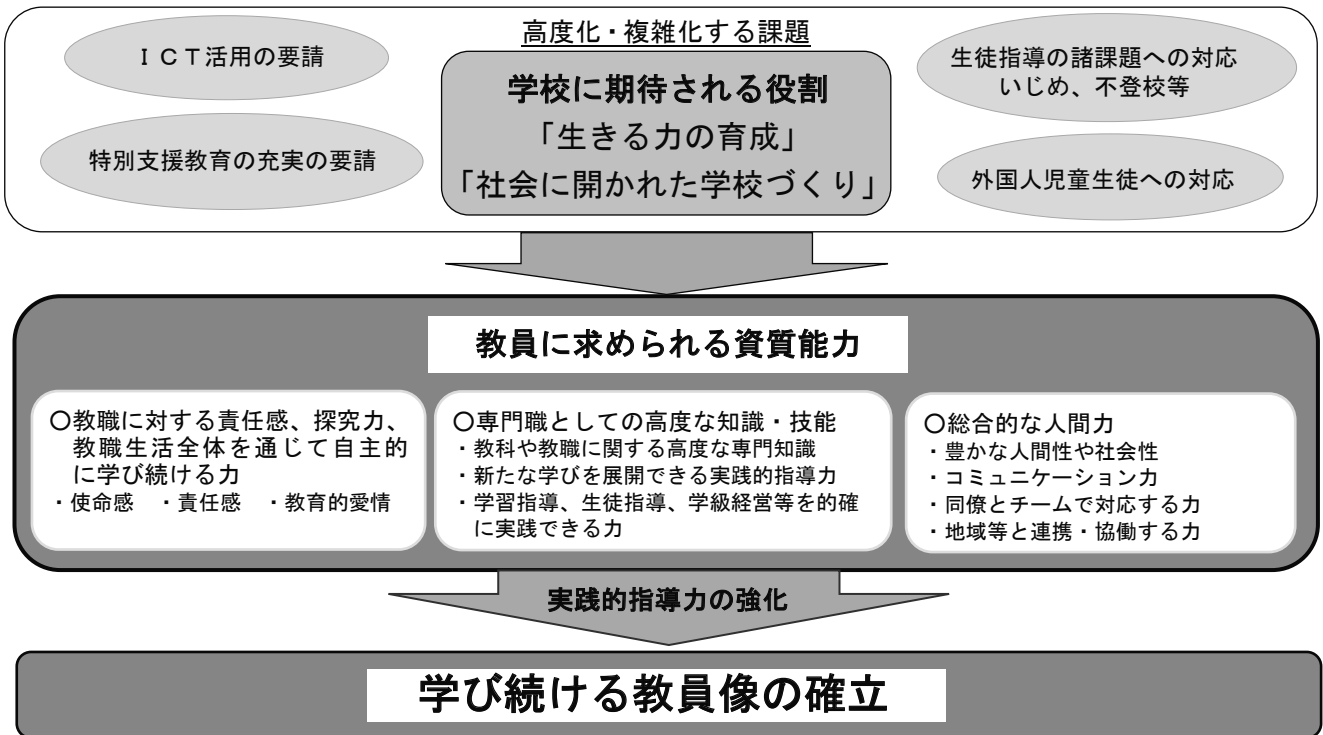 高度化・複雑化する課題
ＩＣＴ活用の要請
特別支援教育の充実の要請
学校に期待される役割
「生きる力の育成」
「社会に開かれた学校づくり」
生徒指導の諸課題への対応
いじめ、不登校等
外国人児童生徒への対応
教員に求められる資質能力
○教職に対する責任感、探究力、
教職生活全体を通じて自主的
に学び続ける力
・使命感　・責任感　・教育的愛情
○専門職としての高度な知識・技能
・教科や教職に関する高度な専門知識
・新たな学びを展開できる実践的指導力
・学習指導、生徒指導、学級経営等を的確
に実践できる力
○総合的な人間力
・豊かな人間性や社会性
・コミュニケーション力
・同僚とチームで対応する力
・地域等と連携・協働する力
実践的指導力の強化
学び続ける教員像の確立